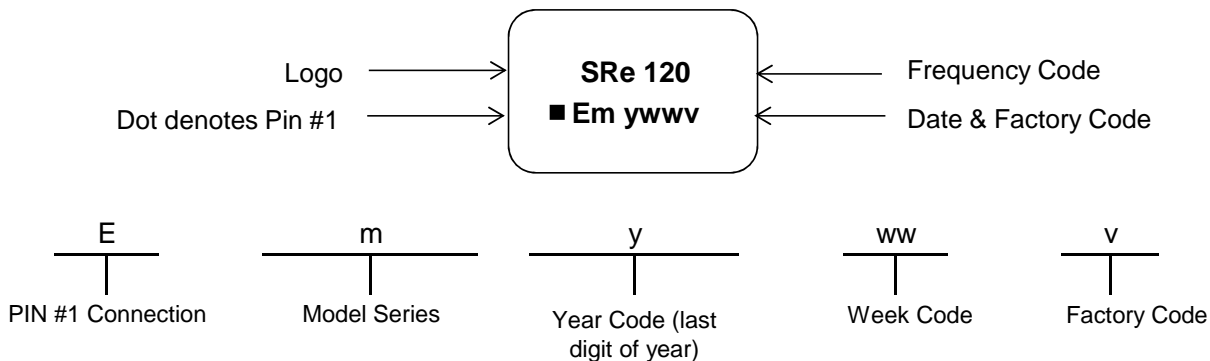 Logo
SRe 120
Frequency Code
Dot denotes Pin #1
■ Em ywwv
Date & Factory Code
E
m
y
ww
v
PIN #1 Connection
Model Series
Year Code (last
digit of year)
Week Code
Factory Code